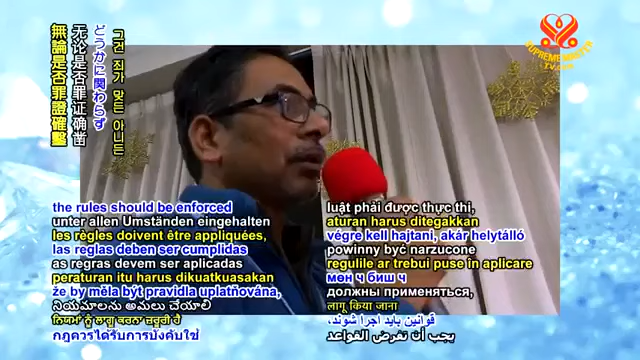 無論是否罪證確鑿
无论是否罪证确凿
どうかに関わらず
그건 죄가 맞든 아니든
SUPREME MASTER
TV.com
the rules should be enforced
unter allen Umständen eingehalten
les règles doivent être appliquées,
las reglas deben ser cumplidas
as regras devem ser aplicadas
peraturan itu harus dikuatkuasakan
že by měla být pravidla uplatňována,
నియమాలను అమలు చేయాలి
ਨਿਯਮਾਂ ਨੂੰ ਲਾਗੂ ਕਰਨਾ ਜ਼ਰੂਰੀ ਹੈ
กฎควรได้รับการบังคับใช้
luật phải được thực thi,
aturan harus ditegakkan
végre kell hajtani, akár helytálló
powinny być narzucone
regulile ar trebui puse în aplicare
мөн ч биш ч
должны применяться,
लागू किया जाना
قوانین باید اجرا شوند،
يجب أن تفرض القواعد